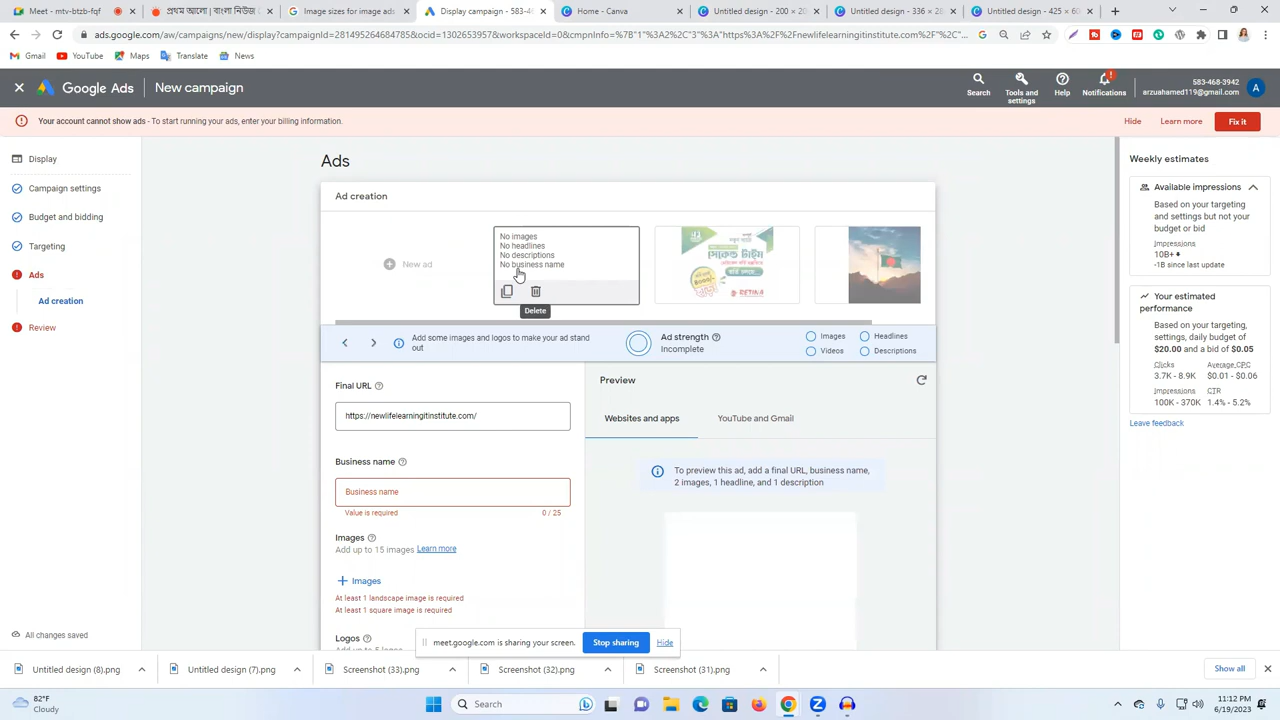 Meet - mtv-btzb-fqf
প্রথম আলো | বাংলা নিউজ
Image sizes for image ads
Display campaign - 583-46
Home - Canva
Untitled design - 200 × 20
Untitled design - 336 × 28
Untitled design - 425 × 60
ads.google.com/aw/campaigns/new/display?campaignId=281495264684785&ocid=1302653957&workspaceId=0&cmpnInfo=%7B"1"%3A2%2C"3"%3A"https%3A%2F%2Fnewlifelearningitinstitute.com%2F"%2C"...
Gmail
YouTube
Maps
Translate
News
Google Ads
New campaign
Search
Tools and settings
Help
Notifications
583-468-3942
arzuahamed119@gmail.com
A
Your account cannot show ads - To start running your ads, enter your billing information.
Hide
Learn more
Fix it
Display
Campaign settings
Budget and bidding
Targeting
Ads
Ad creation
Review
All changes saved
Ads
Ad creation
New ad
No images
No headlines
No descriptions
No business name
Delete
সেকেন্ড টাইম
RETINA
Add some images and logos to make your ad stand
out
Ad strength
Incomplete
Images
Videos
Headlines
Descriptions
Final URL
https://newlifelearningitinstitute.com/
Business name
Business name
Value is required
0 / 25
Images
Add up to 15 images Learn more
Images
At least 1 landscape image is required
At least 1 square image is required
Logos
Preview
Websites and apps
YouTube and Gmail
To preview this ad, add a final URL, business name,
2 images, 1 headline, and 1 description
Weekly estimates
Available impressions
Based on your targeting
and settings but not your
budget or bid
Impressions
10B+
-1B since last update
Your estimated
performance
Based on your targeting,
settings, daily budget of
$20.00 and a bid of $0.05
Clicks
3.7K - 8.9K
Average CPC
$0.01 - $0.06
Impressions
100K - 370K
CTR
1.4% - 5.2%
Leave feedback
meet.google.com is sharing your screen.
Stop sharing
Hide
Untitled design (8).png
Untitled design (7).png
Screenshot (33).png
Screenshot (32).png
Screenshot (31).png
Show all
82°F
Cloudy
Search
11:12 PM
6/19/2023